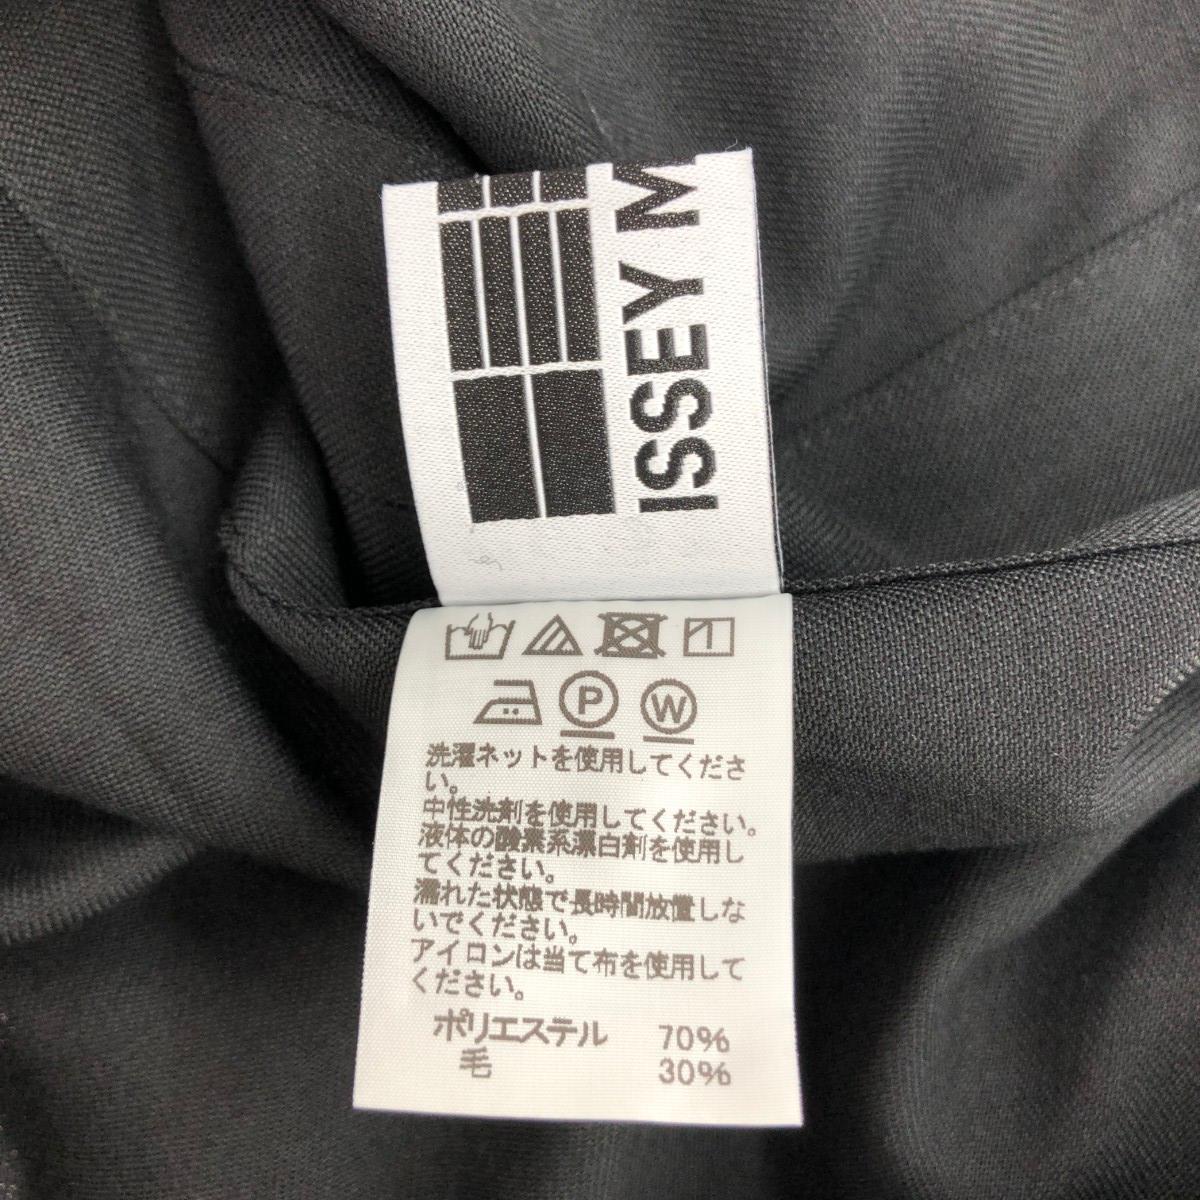 ISSEY M
P W
洗濯ネットを使用してくださ
い。
中性洗剤を使用してください。
液体の酸素系漂白剤を使用し
てください。
濡れた状態で長時間放置しな
いでください。
アイロンは当て布を使用して
ください。
ポリエステル 70%
毛 30%